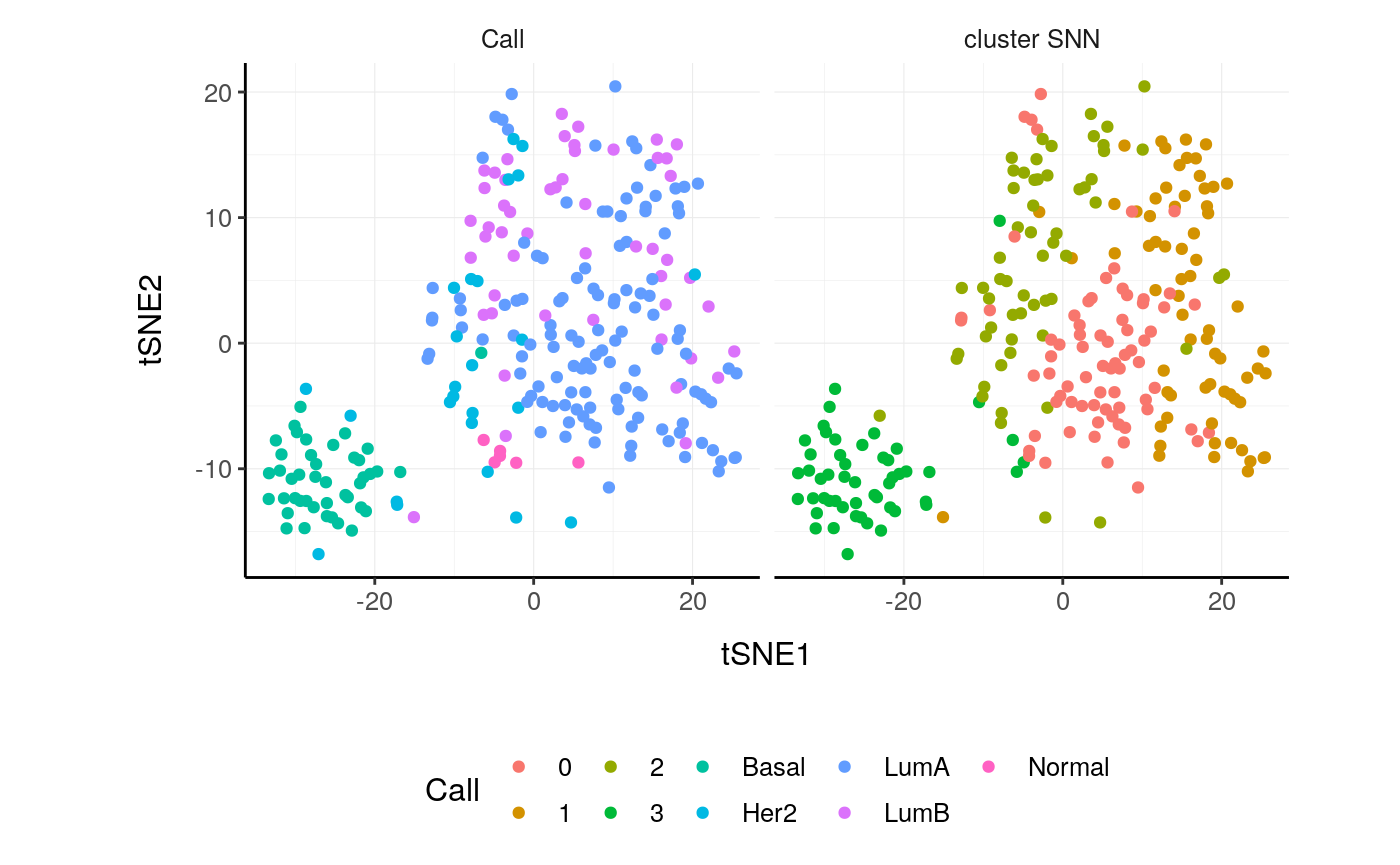 Call cluster SNN
20
10
0
-10
tSNE2
-20 0 20 -20 0 20
tSNE1
Call 0 2 Basal LumA Normal
1 3 Her2 LumB